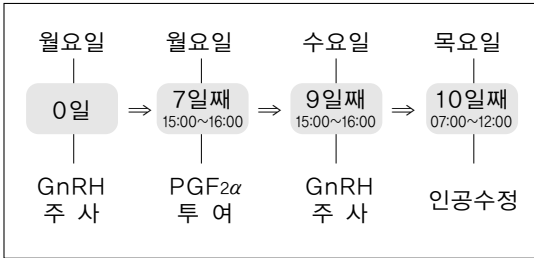 월요일 월요일 수요일 목요일
0일 ⇒ 7일째 ⇒ 9일째 ⇒ 10일째
15:00~16:00 15:00~16:00 07:00~12:00
GnRH PGF2α GnRH 인공수정
주 사 투 여 주 사